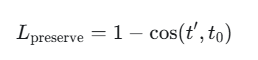 L_preserve = 1 − cos(t′, t₀)